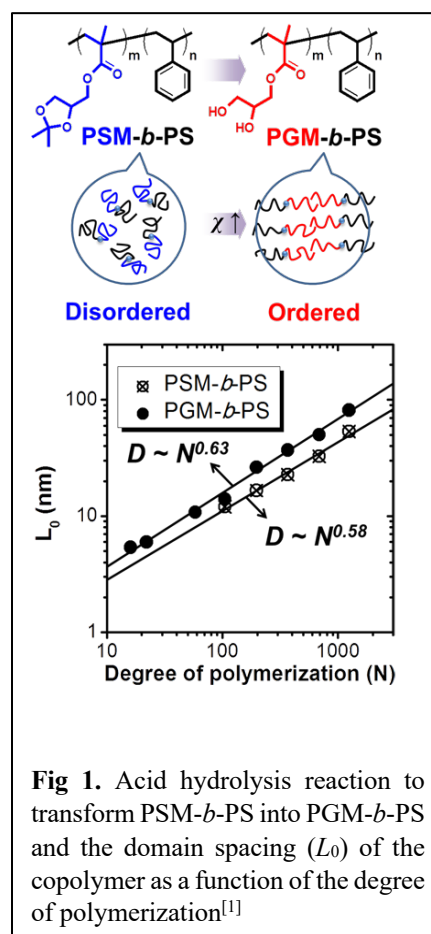 m n m n
O O O O
O O HO
HO
PSM-b-PS PGM-b-PS
χ ↑
Disordered Ordered
PSM-b-PS
PGM-b-PS
D ~ N^0.63
D ~ N^0.58
100
10
1
L₀ (nm)
10 100 1000
Degree of polymerization (N)
Fig 1. Acid hydrolysis reaction to
transform PSM-b-PS into PGM-b-PS
and the domain spacing (L₀) of the
copolymer as a function of the degree
of polymerization[1]